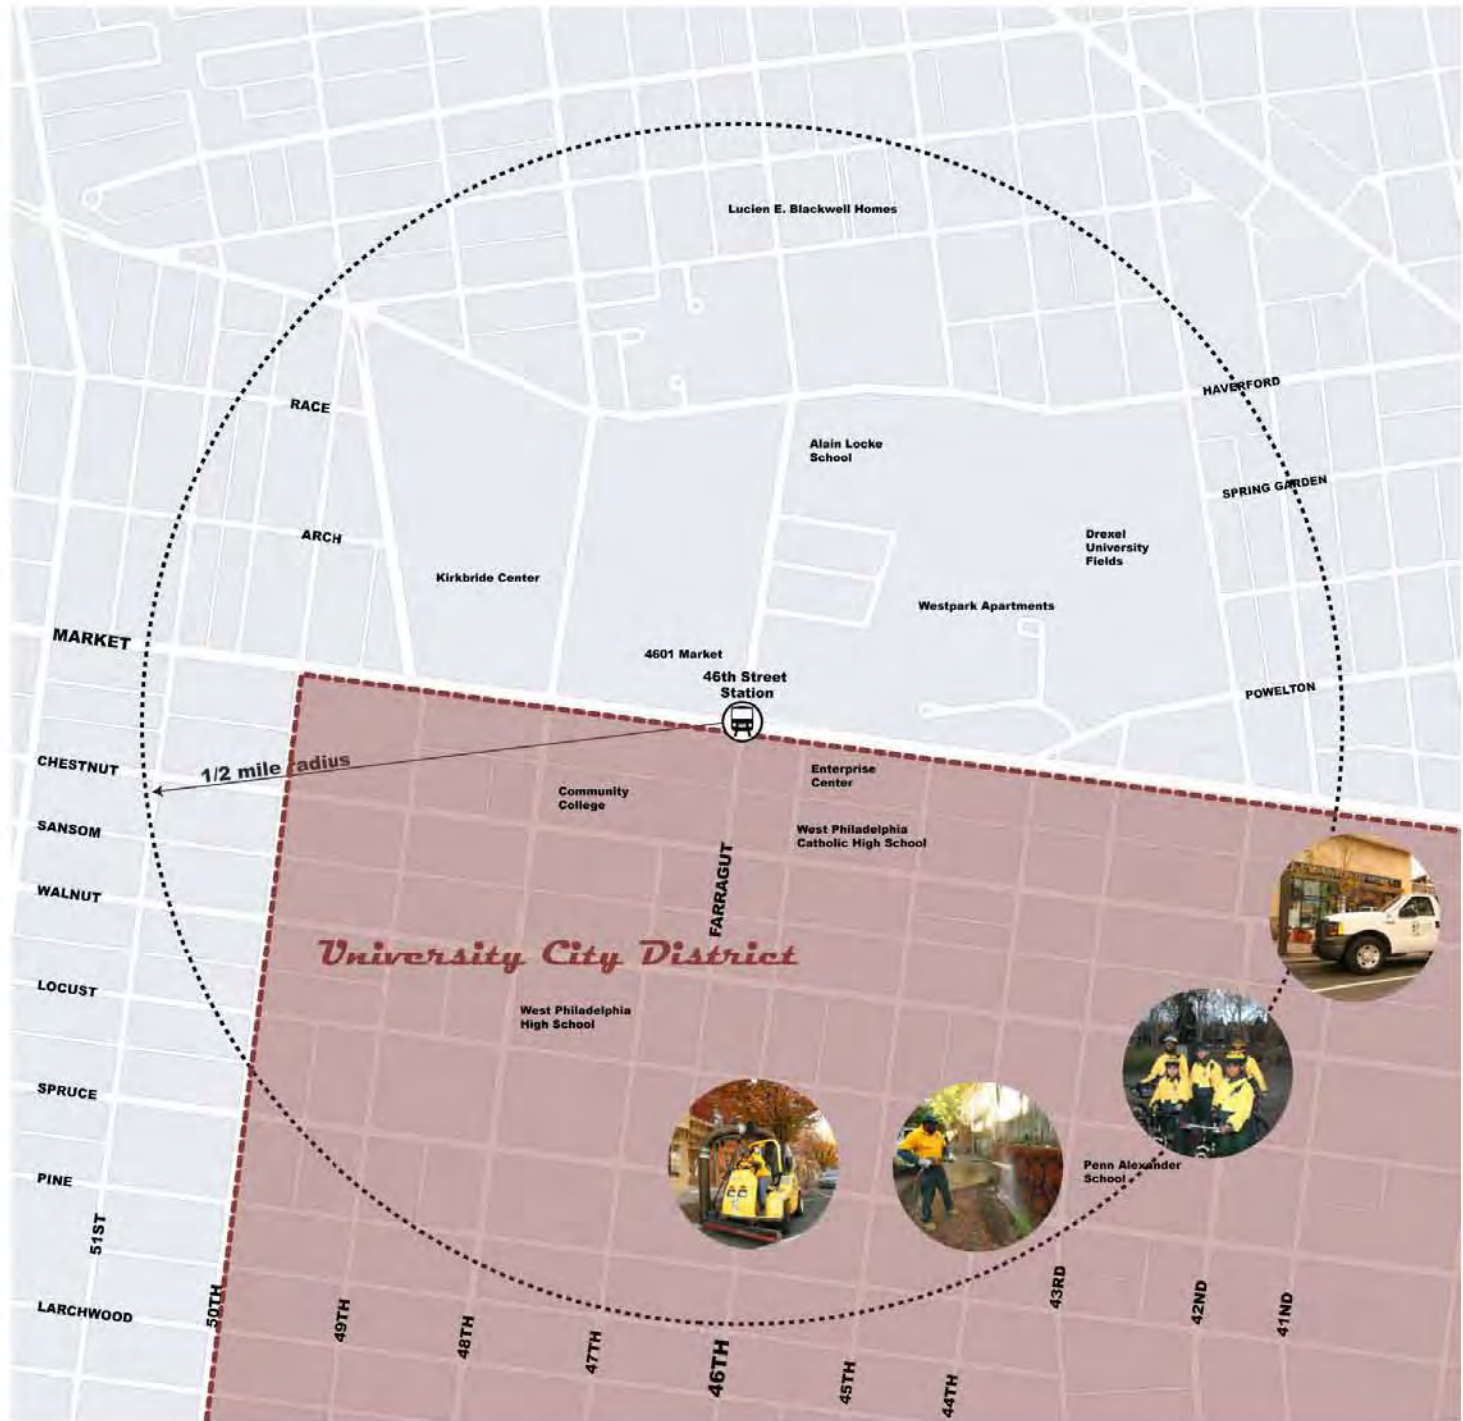 Lucien E. Blackwell Homes
HAVERFORD
RACE
Alain Locke
School
SPRING GARDEN
ARCH
Drexel
University
Fields
Kirkbride Center
Westpark Apartments
MARKET
4601 Market
46th Street
Station
POWELTON
CHESTNUT
1/2 mile radius
Enterprise
Center
Community
College
SANSOM
West Philadelphia
Catholic High School
WALNUT
FARRAGUT
University City District
LOCUST
West Philadelphia
High School
SPRUCE
PINE
Penn Alexander
School
51ST
LARCHWOOD
50TH
49TH
48TH
47TH
46TH
45TH
44TH
43RD
42ND
41ND